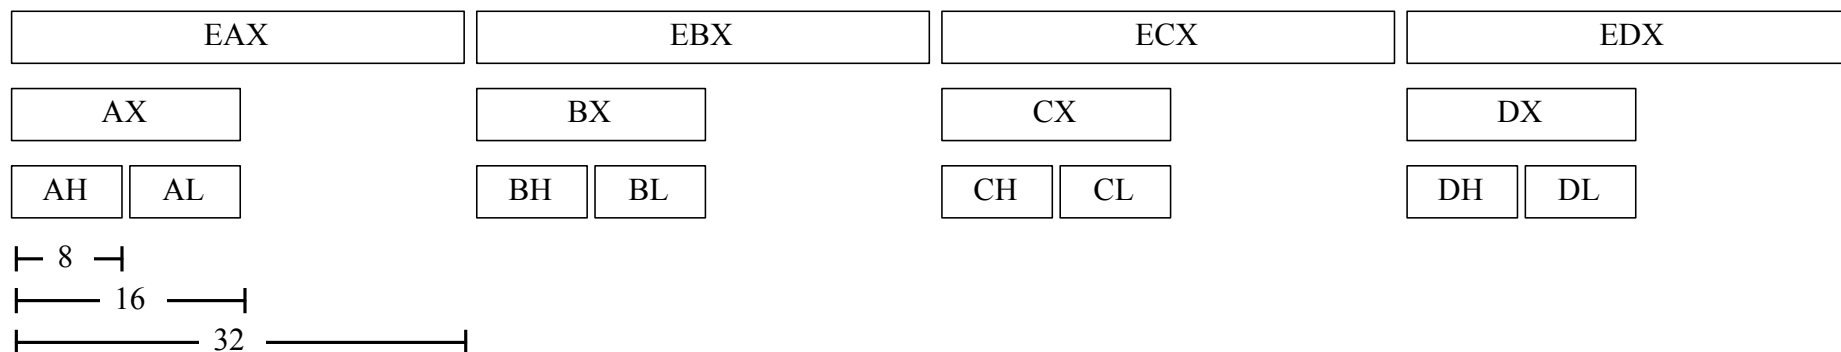 EAX EBX ECX EDX
AX BX CX DX
AH AL BH BL CH CL DH DL
8
16
32